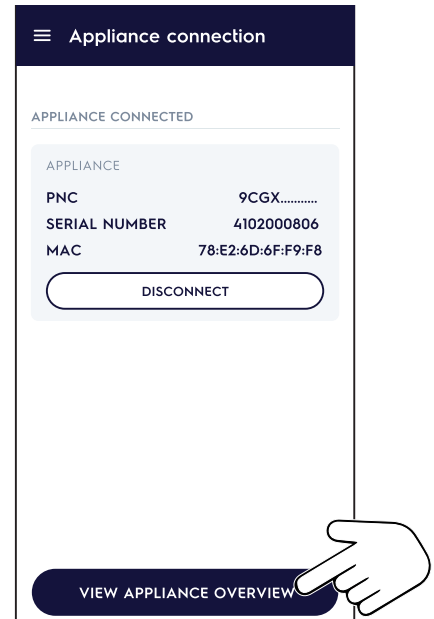 Appliance connection
APPLIANCE CONNECTED
APPLIANCE
PNC 9CGX...........
SERIAL NUMBER 4102000806
MAC 78:E2:6D:6F:F9:F8
DISCONNECT
VIEW APPLIANCE OVERVIEW